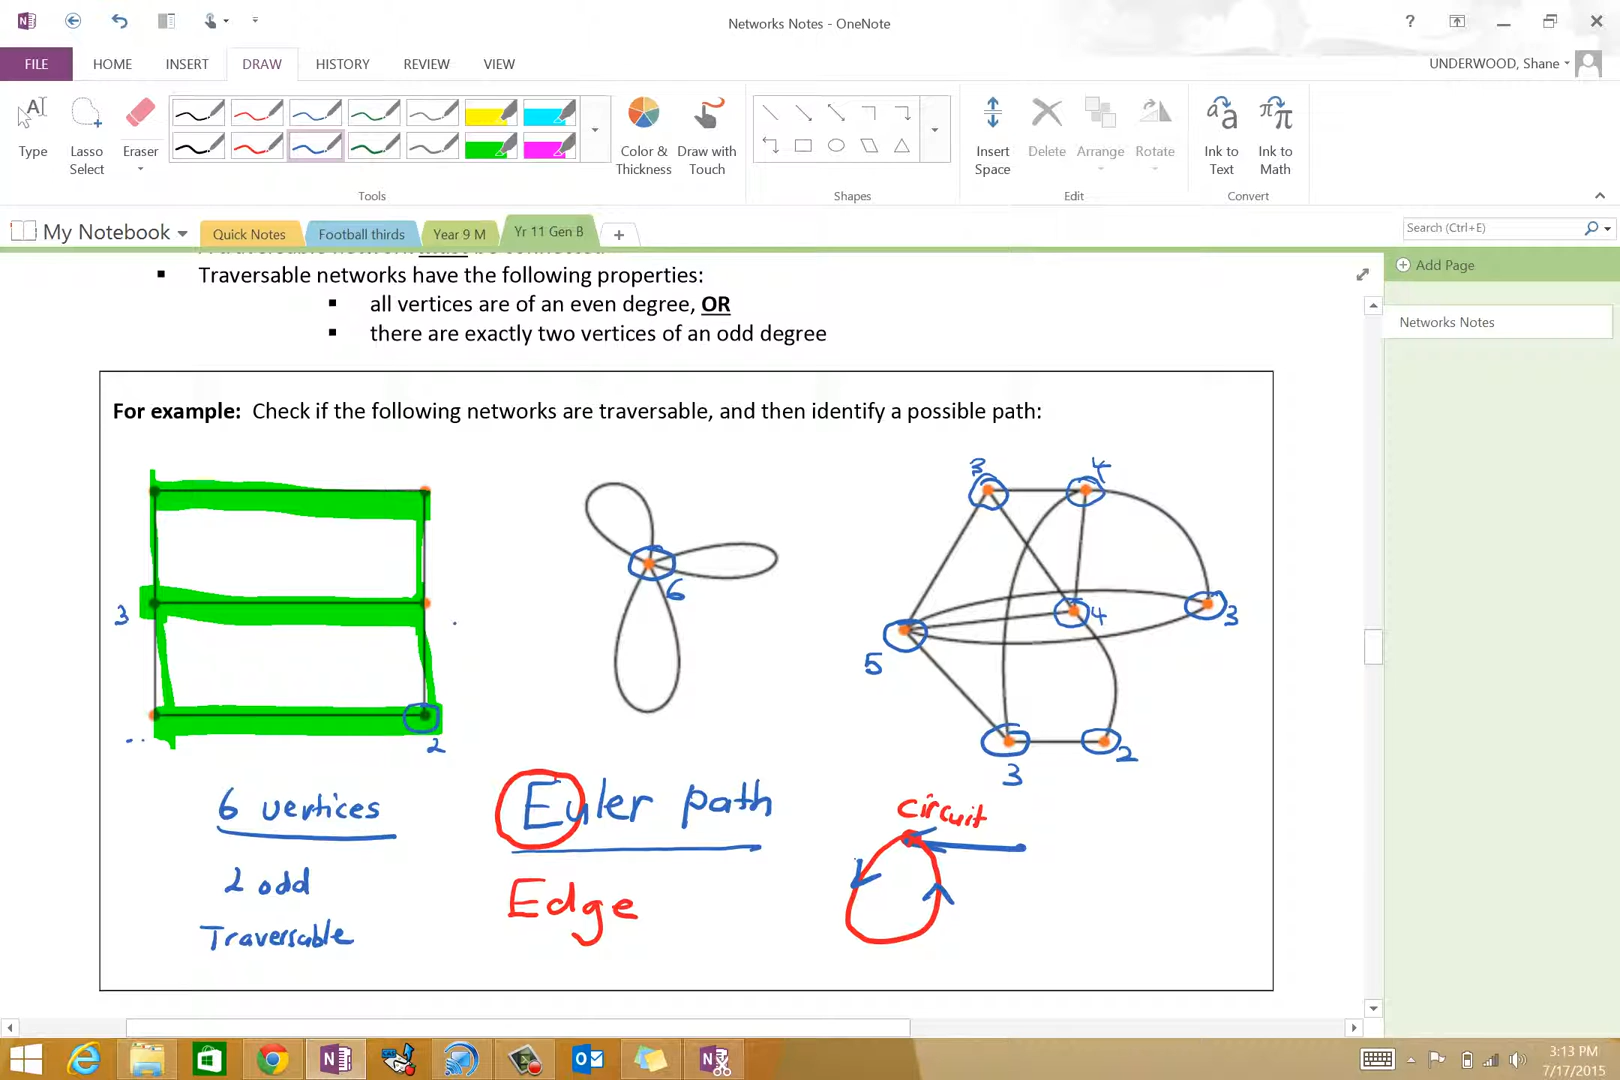 Networks Notes - OneNote
?
FILE HOME INSERT DRAW HISTORY REVIEW VIEW
UNDERWOOD, Shane
Type
Lasso Select
Eraser
Color & Thickness
Draw with Touch
Insert Space
Delete
Arrange
Rotate
Ink to Text
Ink to Math
Tools
Shapes
Edit
Convert
My Notebook
Quick Notes
Football thirds
Year 9 M
Yr 11 Gen B
Search (Ctrl+E)
Add Page
Networks Notes
▪ Traversable networks have the following properties:
▪ all vertices are of an even degree, OR
▪ there are exactly two vertices of an odd degree
For example: Check if the following networks are traversable, and then identify a possible path:
3
2
6
3
4
4
3
5
3
2
6 vertices
2 odd
Traversable
Euler path
Edge
circuit
3:13 PM
7/17/2015